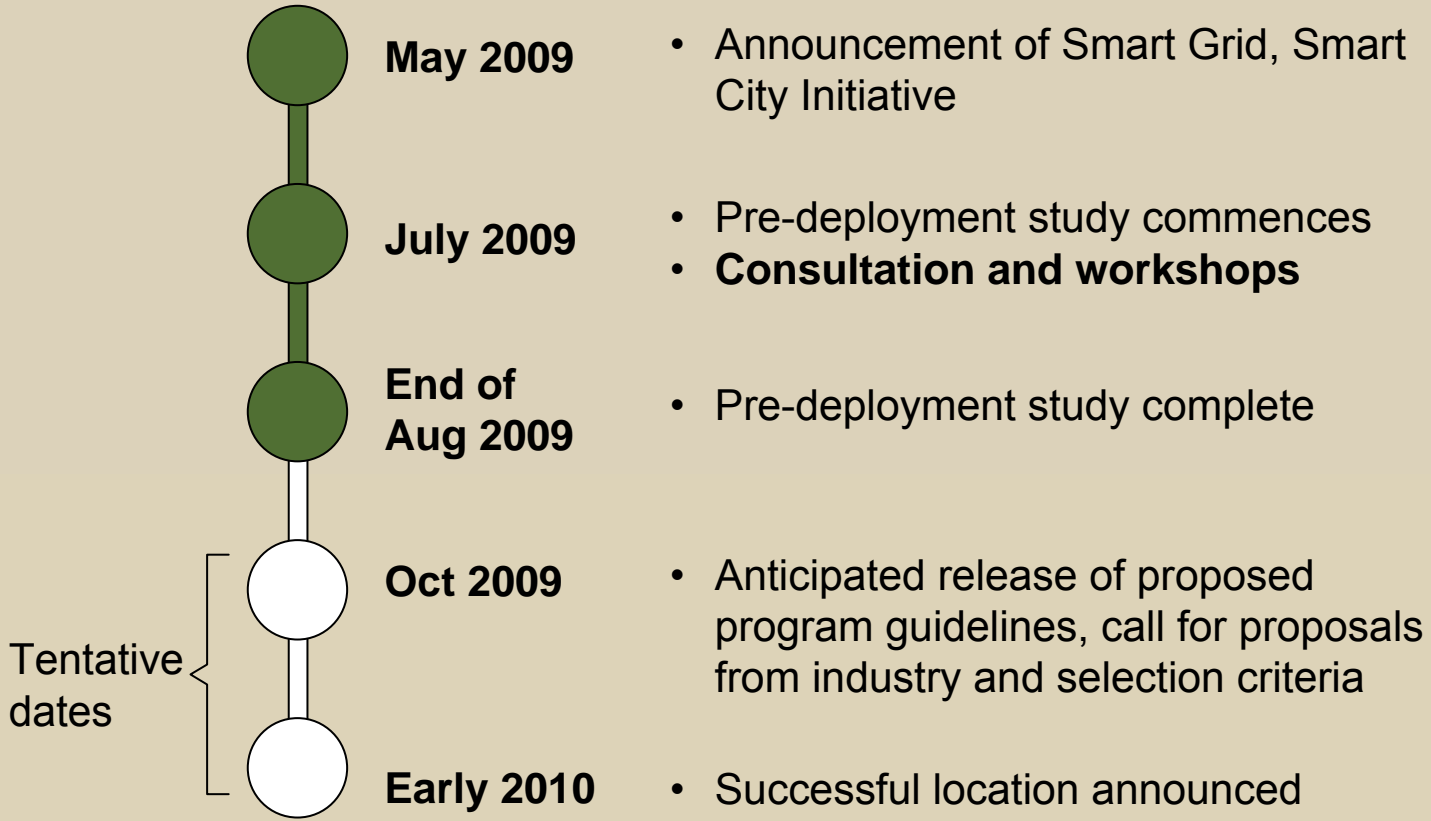 May 2009
• Announcement of Smart Grid, Smart
City Initiative
July 2009
• Pre-deployment study commences
• Consultation and workshops
End of
Aug 2009
• Pre-deployment study complete
Tentative
dates
Oct 2009
• Anticipated release of proposed
program guidelines, call for proposals
from industry and selection criteria
Early 2010
• Successful location announced